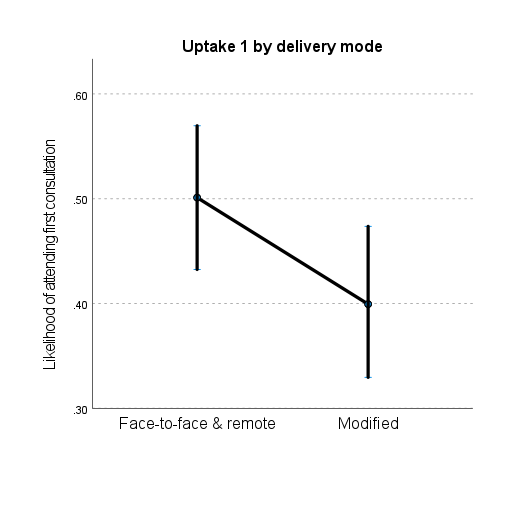 Uptake 1 by delivery mode
Likelihood of attending first consultation
.60
.50
.40
.30
Face-to-face & remote
Modified